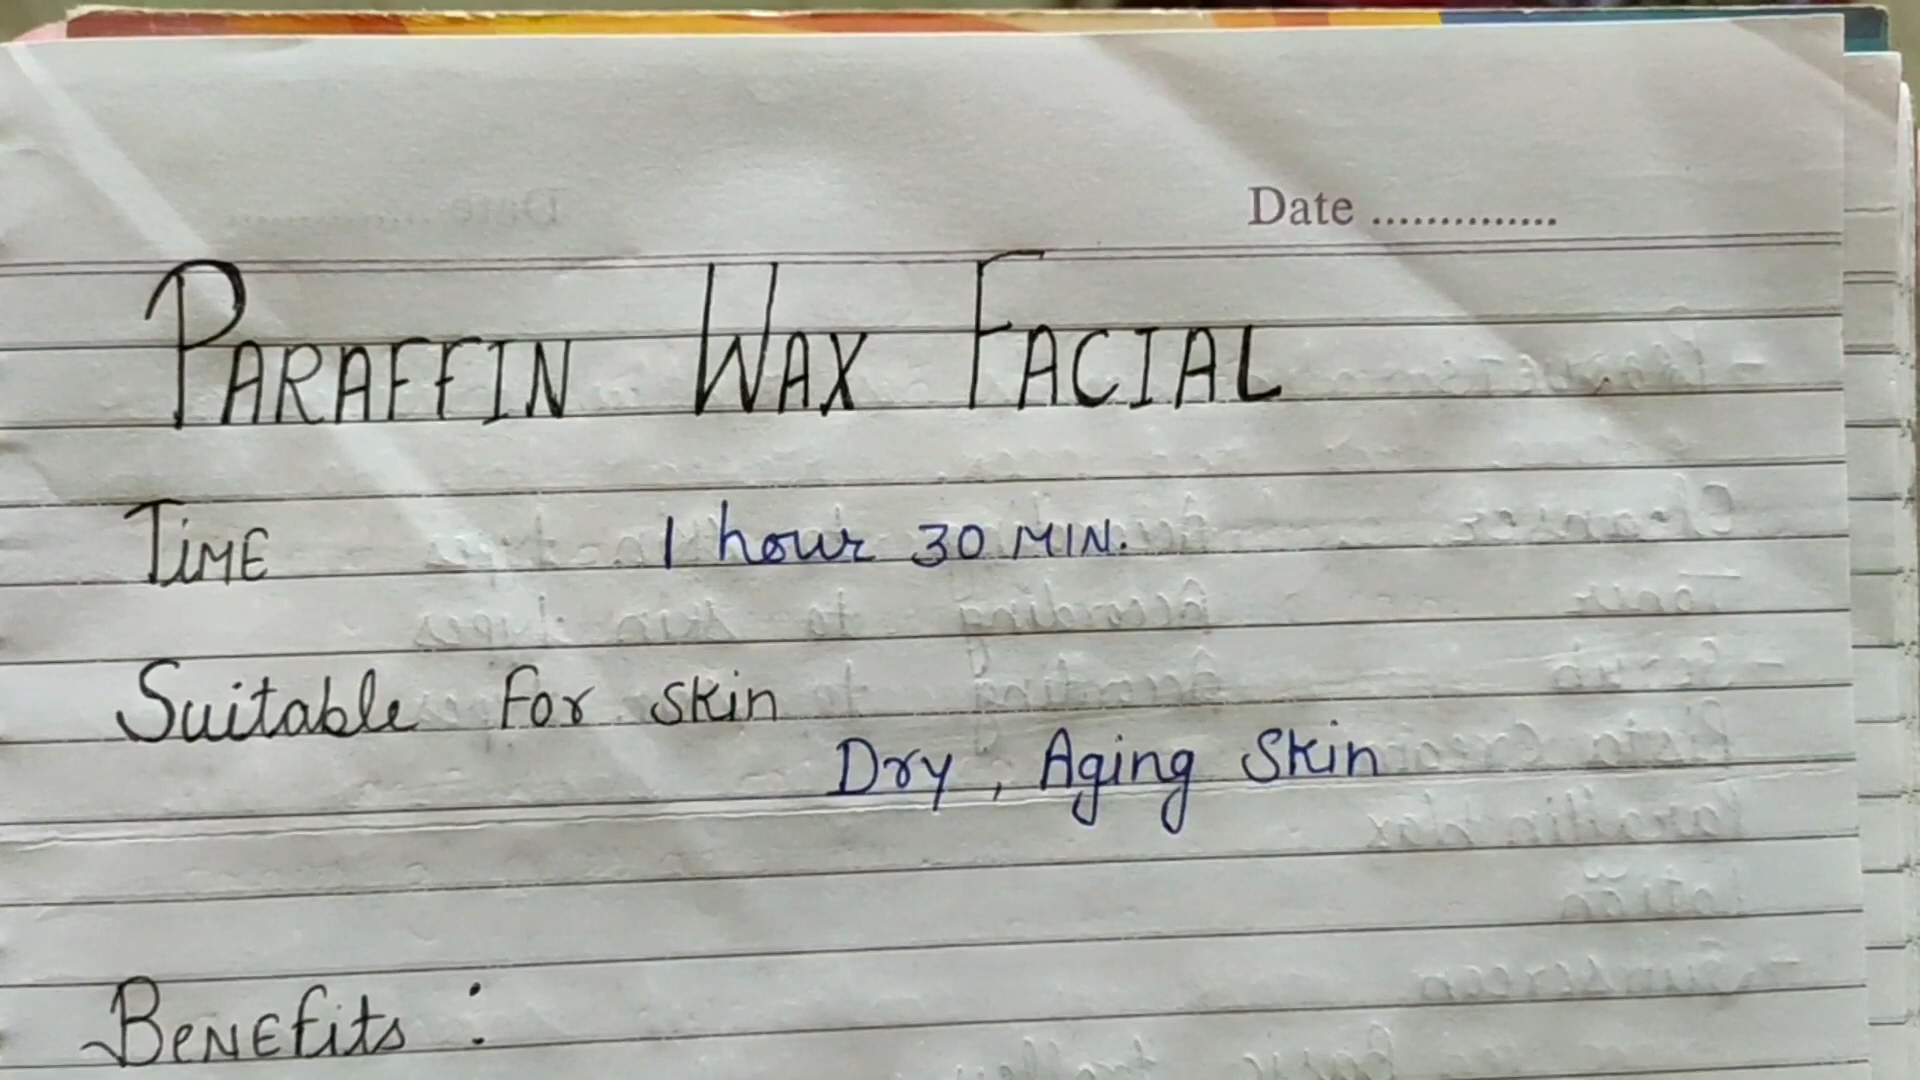 Date ..............
PARAFFIN WAX FACIAL
TIME 1 hour 30 MIN.
Suitable For skin
Dry, Aging Skin
BENEFits :